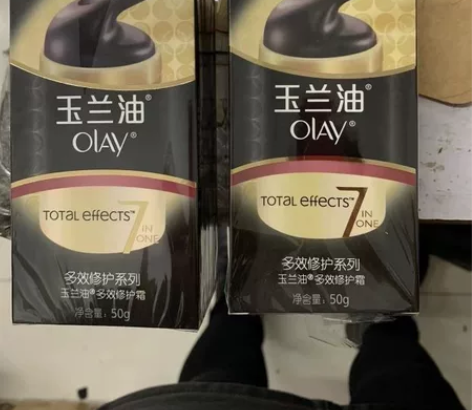 玉兰油®
OLAY®
TOTAL effects™ 7 IN ONE
多效修护系列
玉兰油®多效修护霜
净含量: 50g
玉兰油®
OLAY®
TOTAL effects™ 7 IN ONE
多效修护系列
玉兰油®多效修护霜
净含量: 50g